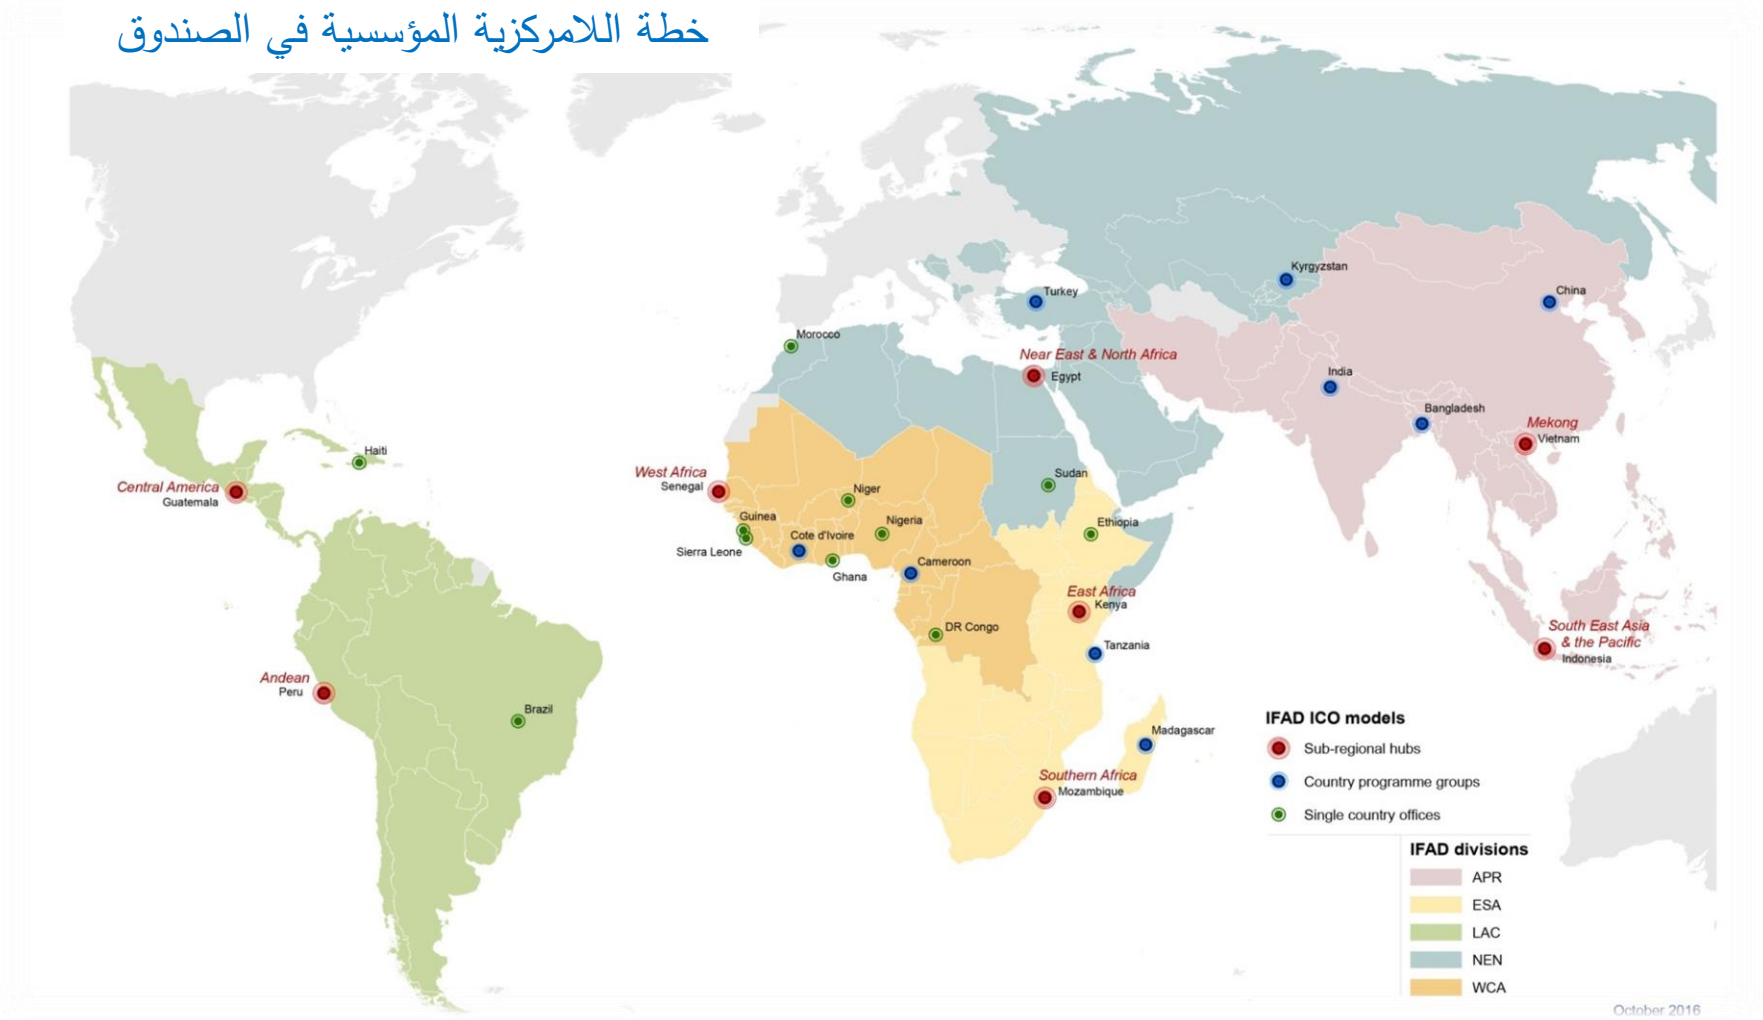 خطة اللامركزية المؤسسية في الصندوق
Kyrgyzstan
China
Turkey
Morocco
Near East & North Africa
Egypt
India
Bangladesh
Mekong
Vietnam
Haiti
Central America
Guatemala
West Africa
Senegal
Niger
Sudan
Guinea
Nigeria
Ethiopia
Sierra Leone
Cote d'Ivoire
Ghana
Cameroon
East Africa
Kenya
DR Congo
Tanzania
South East Asia
& the Pacific
Indonesia
Andean
Peru
Brazil
Madagascar
Southern Africa
Mozambique
IFAD ICO models
Sub-regional hubs
Country programme groups
Single country offices
IFAD divisions
APR
ESA
LAC
NEN
WCA
October 2016